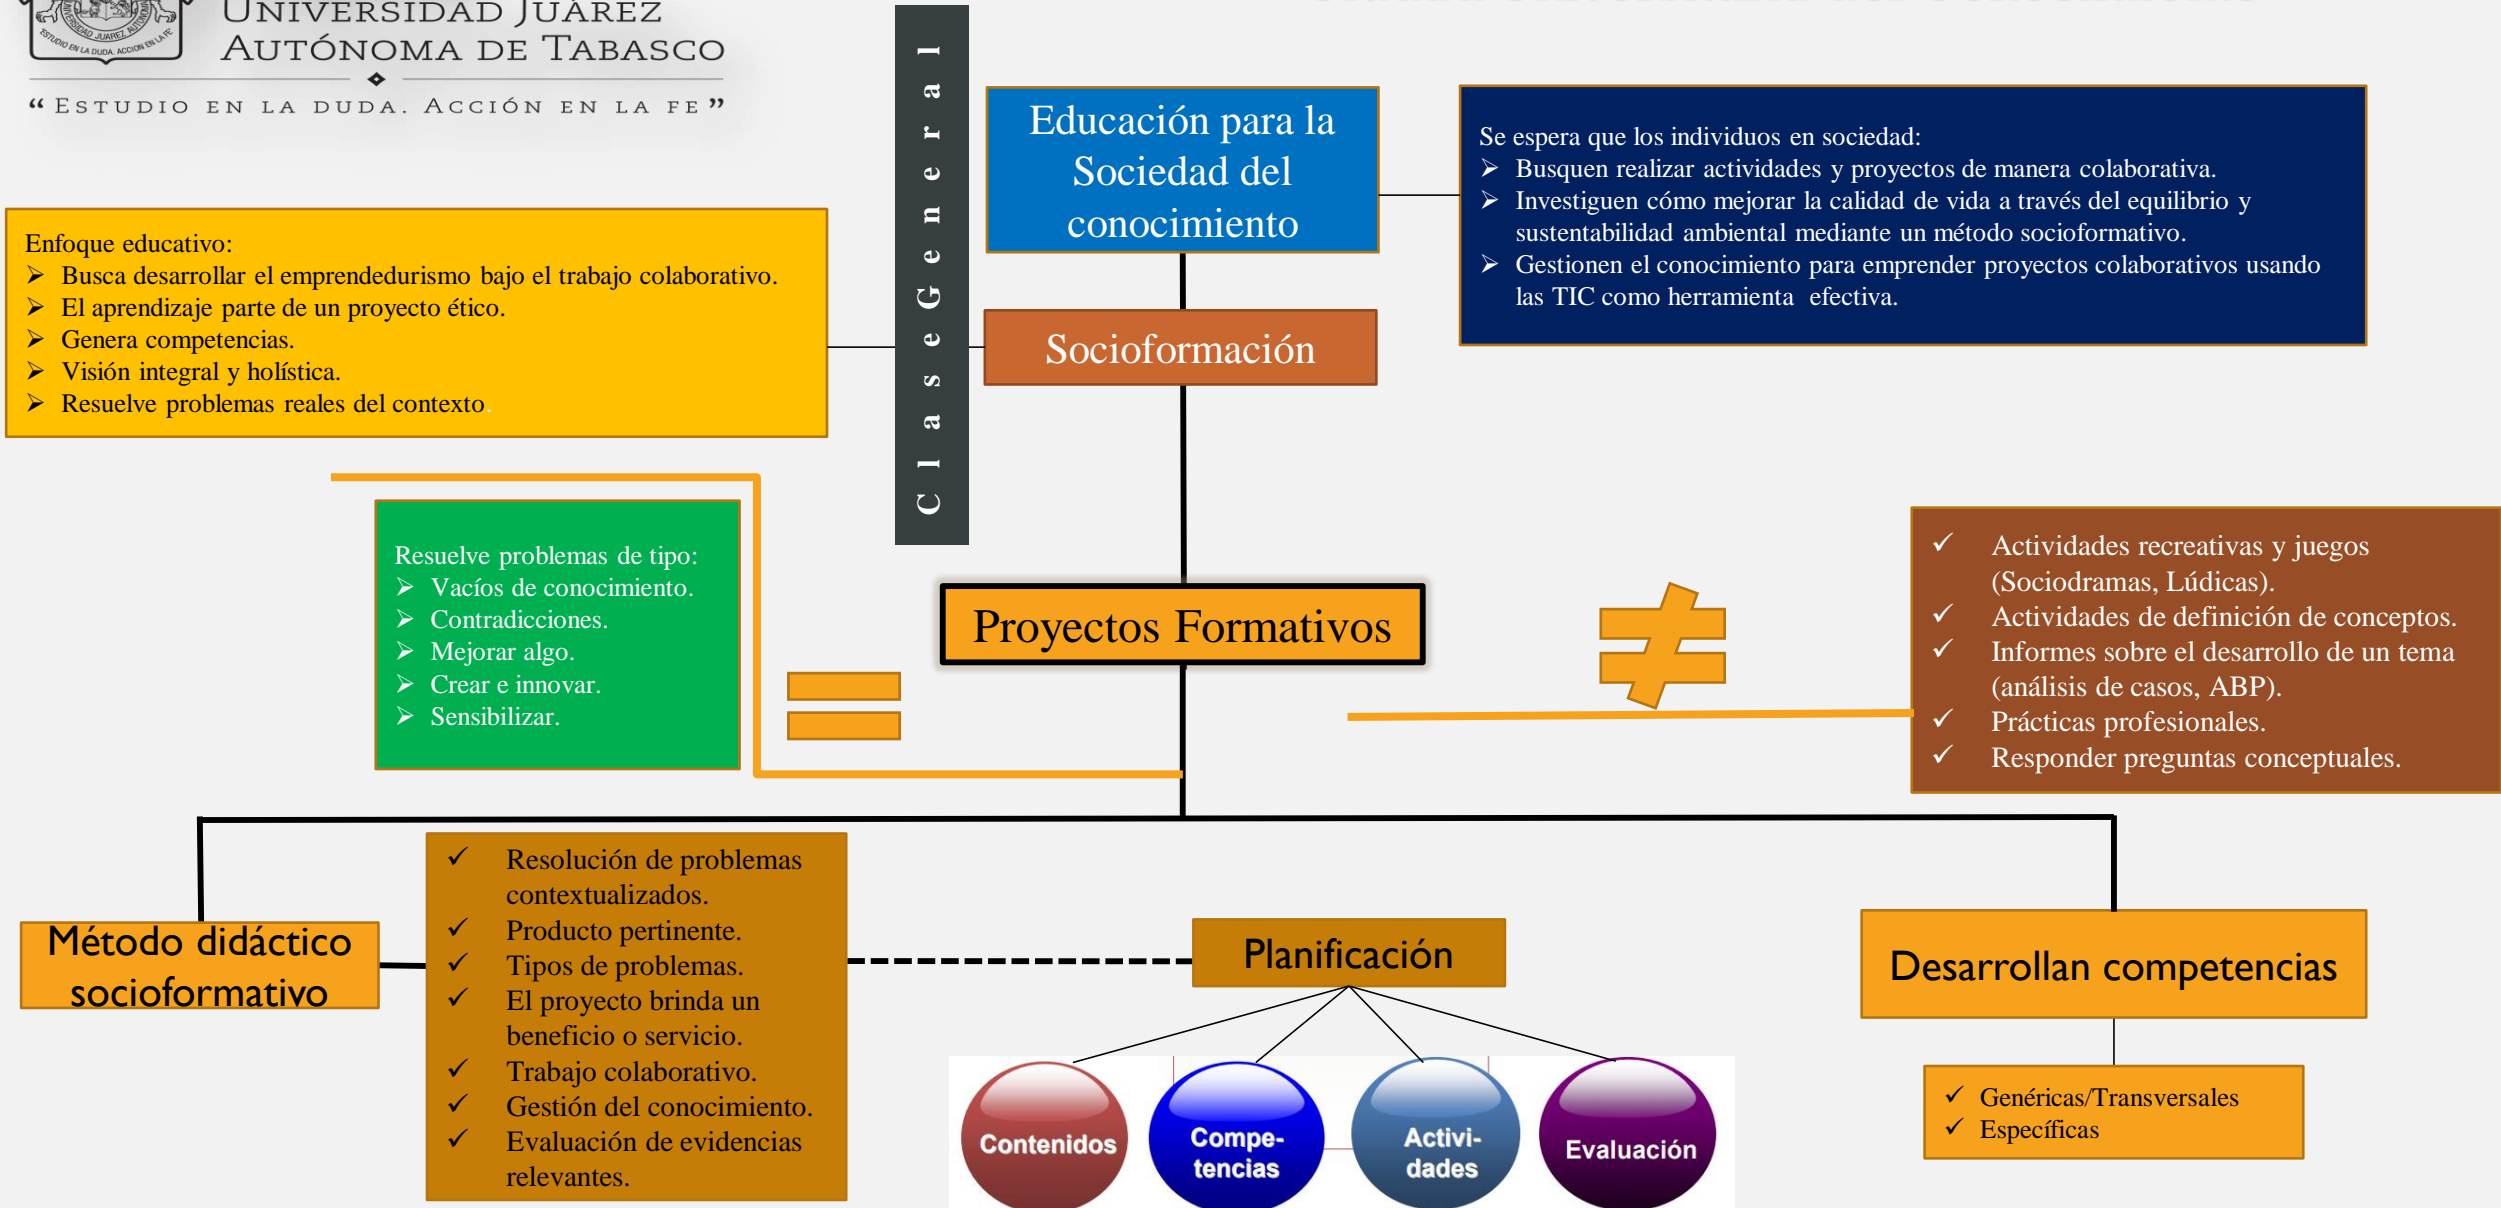 UNIVERSIDAD JUÁREZ
AUTÓNOMA DE TABASCO
“ESTUDIO EN LA DUDA. ACCIÓN EN LA FE”
Clase General
Educación para la
Sociedad del
conocimiento
Se espera que los individuos en sociedad:
➢ Busquen realizar actividades y proyectos de manera colaborativa.
➢ Investiguen cómo mejorar la calidad de vida a través del equilibrio y
sustentabilidad ambiental mediante un método socioformativo.
➢ Gestionen el conocimiento para emprender proyectos colaborativos usando
las TIC como herramienta efectiva.
Enfoque educativo:
➢ Busca desarrollar el emprendedurismo bajo el trabajo colaborativo.
➢ El aprendizaje parte de un proyecto ético.
➢ Genera competencias.
➢ Visión integral y holística.
➢ Resuelve problemas reales del contexto.
Socioformación
Resuelve problemas de tipo:
➢ Vacíos de conocimiento.
➢ Contradicciones.
➢ Mejorar algo.
➢ Crear e innovar.
➢ Sensibilizar.
Proyectos Formativos
✓ Actividades recreativas y juegos
(Sociodramas, Lúdicas).
✓ Actividades de definición de conceptos.
✓ Informes sobre el desarrollo de un tema
(análisis de casos, ABP).
✓ Prácticas profesionales.
✓ Responder preguntas conceptuales.
Método didáctico
socioformativo
✓ Resolución de problemas
contextualizados.
✓ Producto pertinente.
✓ Tipos de problemas.
✓ El proyecto brinda un
beneficio o servicio.
✓ Trabajo colaborativo.
✓ Gestión del conocimiento.
✓ Evaluación de evidencias
relevantes.
Planificación
Contenidos
Compe-
tencias
Activi-
dades
Evaluación
Desarrollan competencias
✓ Genéricas/Transversales
✓ Específicas